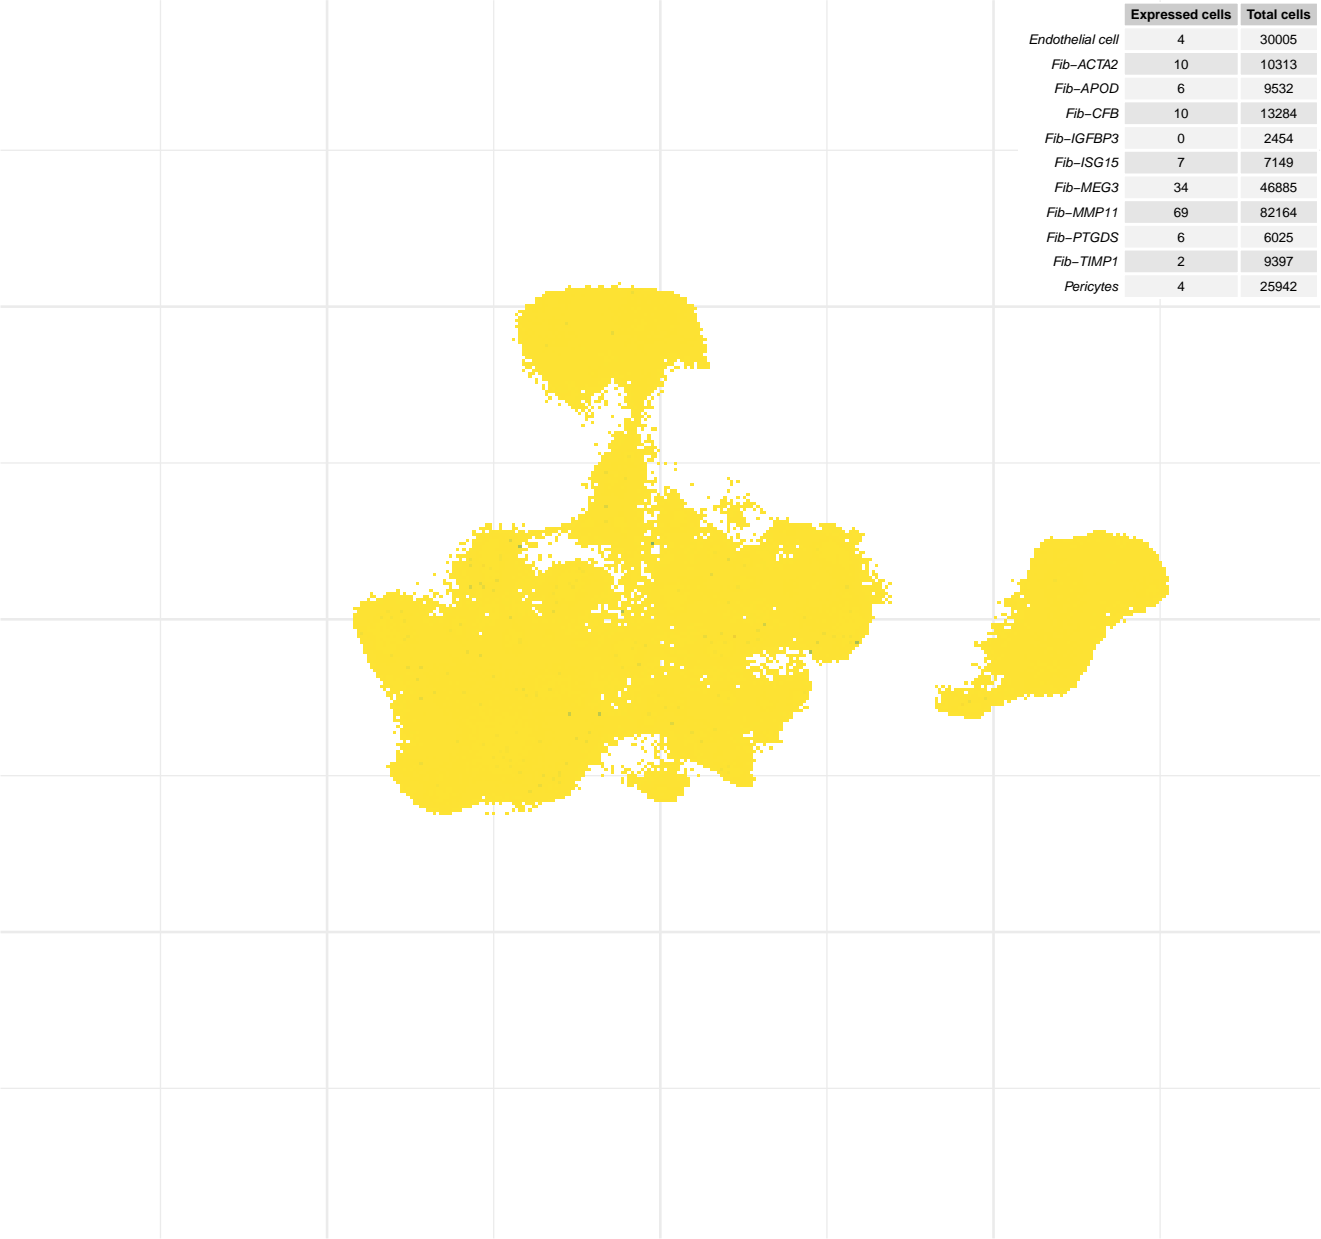 Expressed cells Total cells
Endothelial cell 4 30005
Fib−ACTA2 10 10313
Fib−APOD 6 9532
Fib−CFB 10 13284
Fib−IGFBP3 0 2454
Fib−ISG15 7 7149
Fib−MEG3 34 46885
Fib−MMP11 69 82164
Fib−PTGDS 6 6025
Fib−TIMP1 2 9397
Pericytes 4 25942